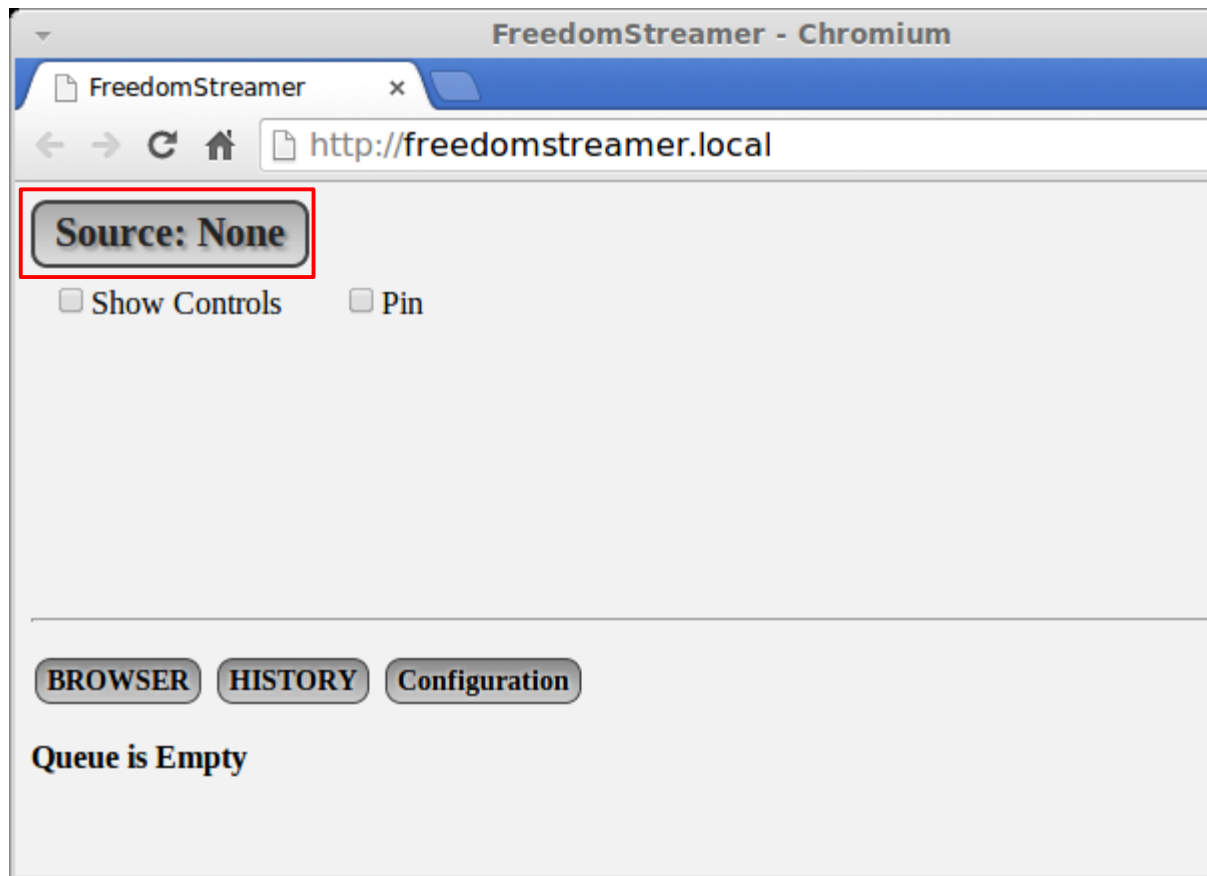 FreedomStreamer - Chromium
FreedomStreamer
http://freedomstreamer.local
Source: None
Show Controls Pin
BROWSER HISTORY Configuration
Queue is Empty